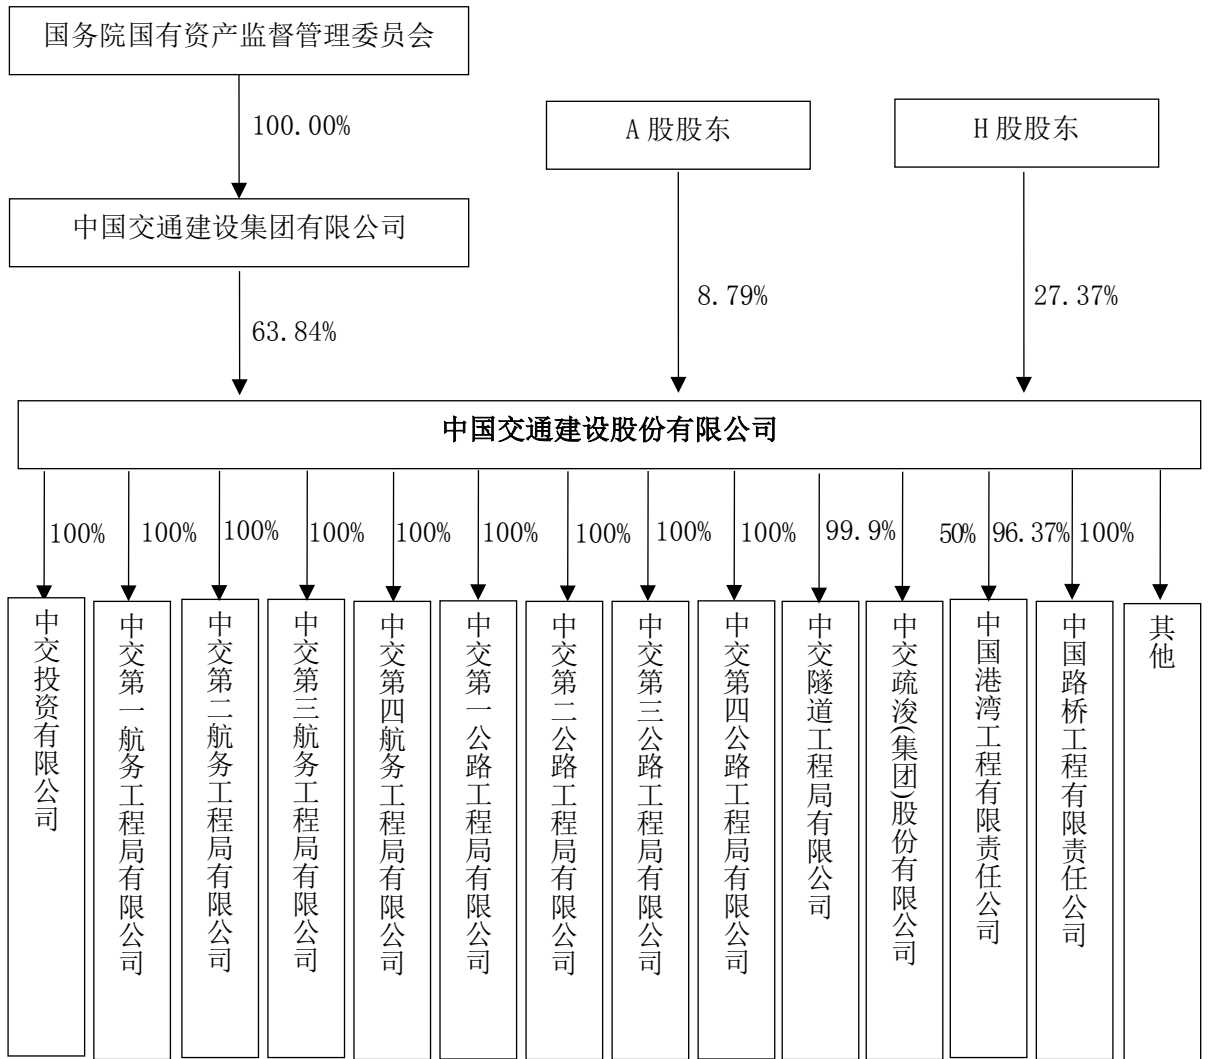 国务院国有资产监督管理委员会
100.00%
A 股股东
H 股股东
中国交通建设集团有限公司
8.79%
27.37%
63.84%
中国交通建设股份有限公司
100%
100%
100%
100%
100%
100%
100%
100%
100%
99.9%
50%
96.37%
100%
中交投资有限公司
中交第一航务工程局有限公司
中交第二航务工程局有限公司
中交第三航务工程局有限公司
中交第四航务工程局有限公司
中交第一公路工程局有限公司
中交第二公路工程局有限公司
中交第三公路工程局有限公司
中交第四公路工程局有限公司
中交隧道工程局有限公司
中交疏浚(集团)股份有限公司
中国港湾工程有限责任公司
中国路桥工程有限责任公司
其他